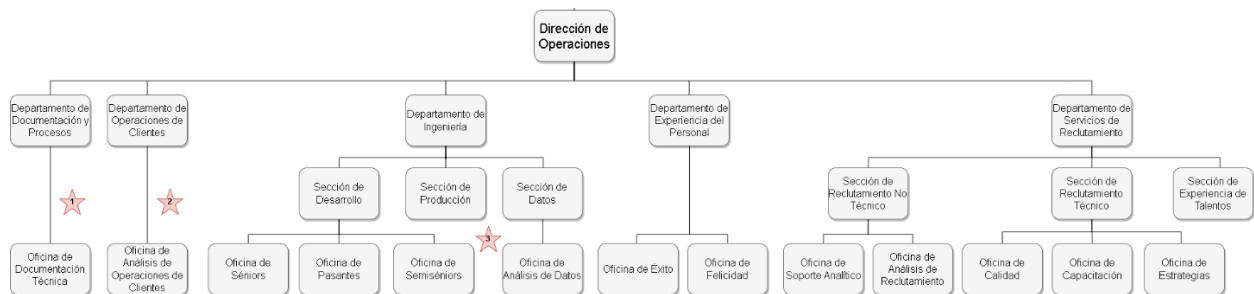 Dirección de
Operaciones
Departamento de
Documentación y
Procesos
Departamento de
Operaciones de
Clientes
Departamento de
Ingeniería
Departamento de
Experiencia del
Personal
Departamento de
Servicios de
Reclutamiento
Sección de
Desarrollo
Sección de
Producción
Sección de
Datos
Sección de
Reclutamiento No
Técnico
Sección de
Reclutamiento
Técnico
Sección de
Experiencia de
Talentos
1
2
3
Oficina de
Documentación
Técnica
Oficina de
Análisis de
Operaciones de
Clientes
Oficina de
Séniors
Oficina de
Pasantes
Oficina de
Semiséniors
Oficina de
Análisis de Datos
Oficina de Éxito
Oficina de
Felicidad
Oficina de
Soporte Analítico
Oficina de
Análisis de
Reclutamiento
Oficina de
Calidad
Oficina de
Capacitación
Oficina de
Estrategias